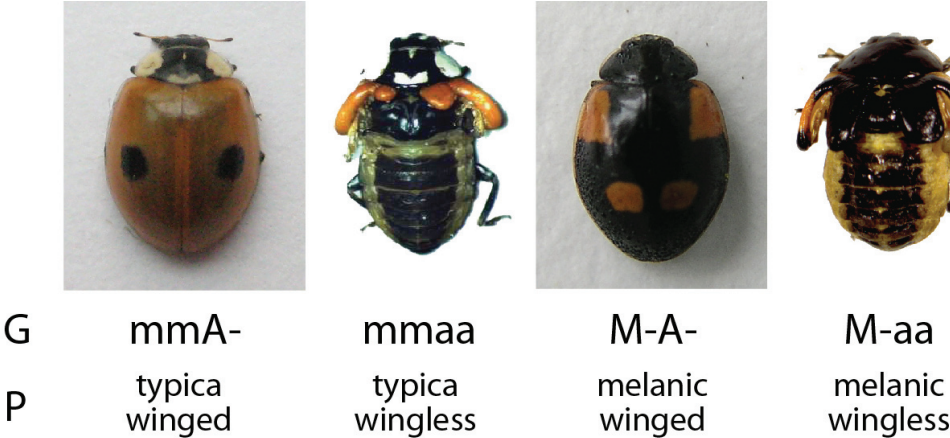 G mmA- mmaa M-A- M-aa
P typica typica melanic melanic
winged wingless winged wingless